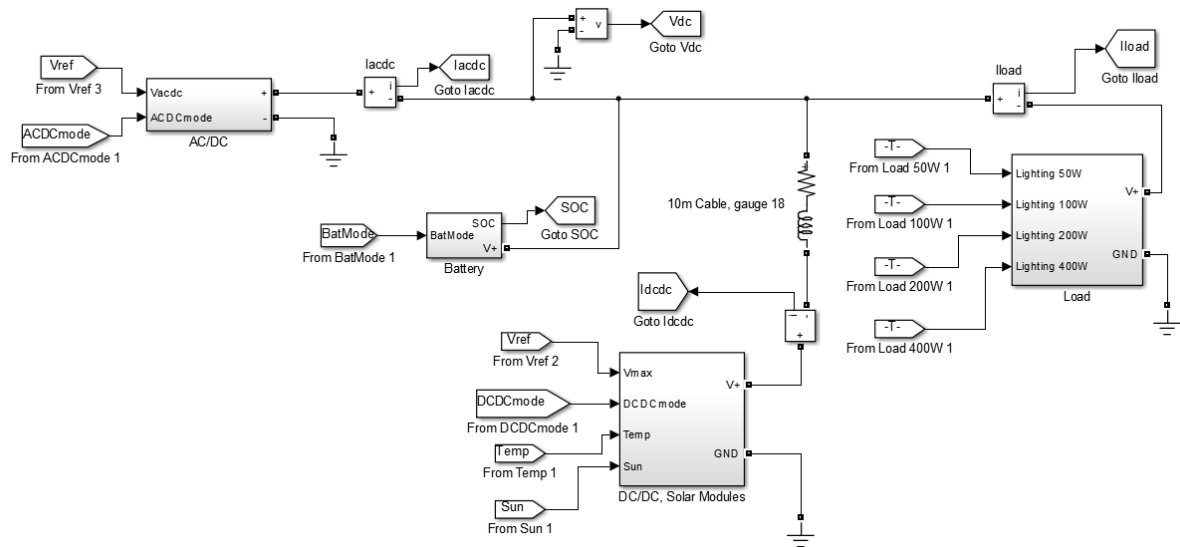 Vref
From Vref 3
ACDCmode
From ACDCmode 1
Vacdc
ACDCmode
+
-
AC/DC
Iacdc
+
i
-
Iacdc
Goto Iacdc
+
-
v
Vdc
Goto Vdc
Iload
+
i
-
Iload
Goto Iload
BatMode
From BatMode 1
BatMode
SOC
V+
Battery
SOC
Goto SOC
10m Cable, gauge 18
+
-T-
From Load 50W 1
-T-
From Load 100W 1
-T-
From Load 200W 1
-T-
From Load 400W 1
Lighting 50W
Lighting 100W
Lighting 200W
Lighting 400W
V+
GND
Load
Idcdc
Goto Idcdc
i
-
+
Vref
From Vref 2
DCDCmode
From DCDCmode 1
Temp
From Temp 1
Sun
From Sun 1
Vmax
DCDCmode
Temp
Sun
V+
GND
DC/DC, Solar Modules